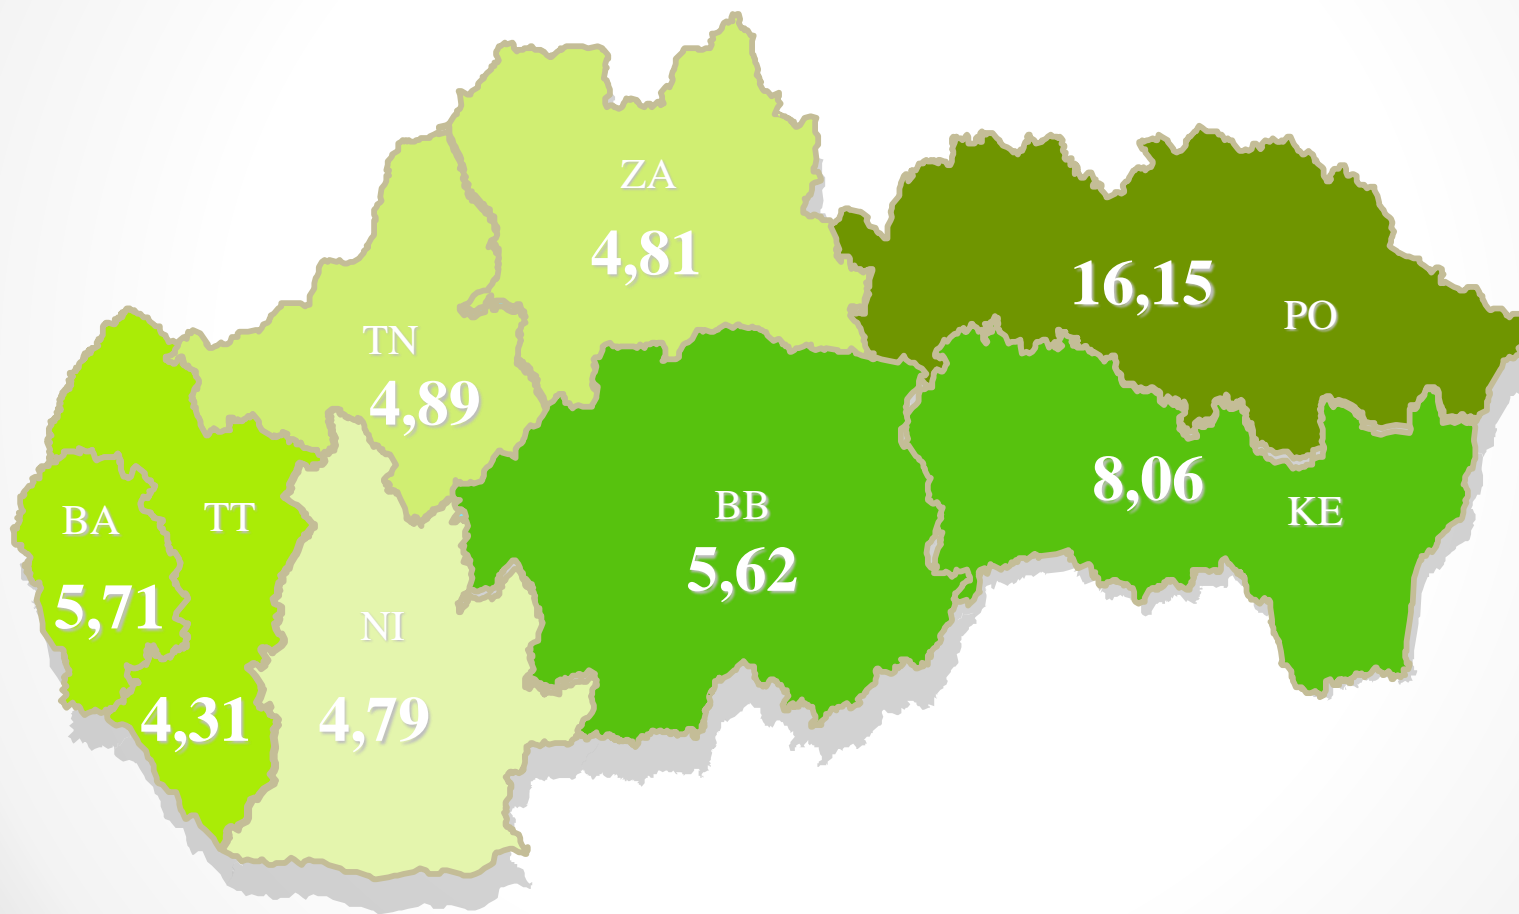 ZA
4,81
16,15
PO
TN
4,89
8,06
KE
BB
5,62
BA
5,71
TT
4,31
NI
4,79